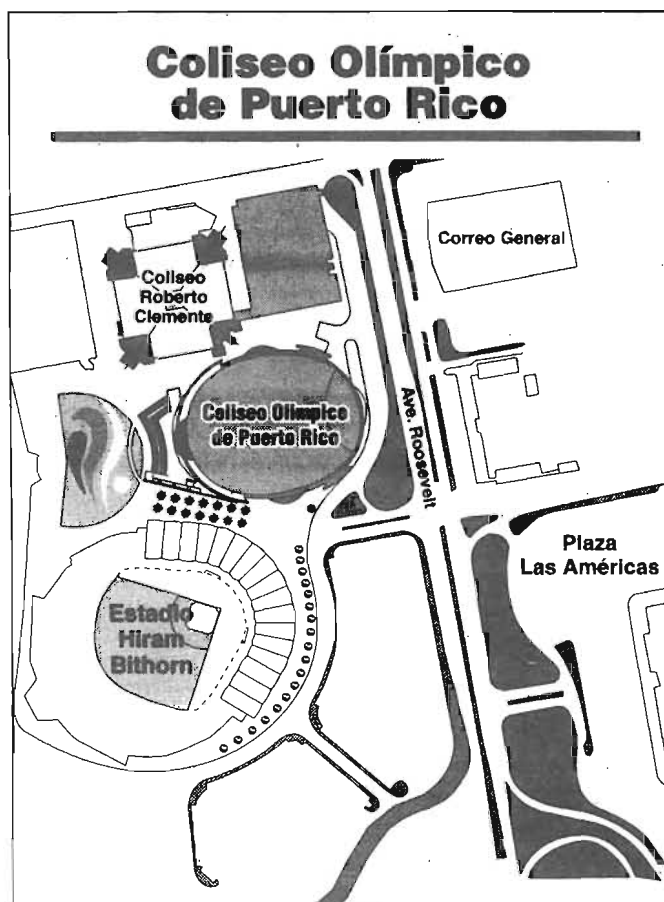 Coliseo Olímpico
de Puerto Rico
Correo General
Coliseo
Roberto
Clemente
Coliseo Olímpico
de Puerto Rico
Ave. Roosevelt
Plaza
Las Américas
Estadio
Hiram
Bithorn